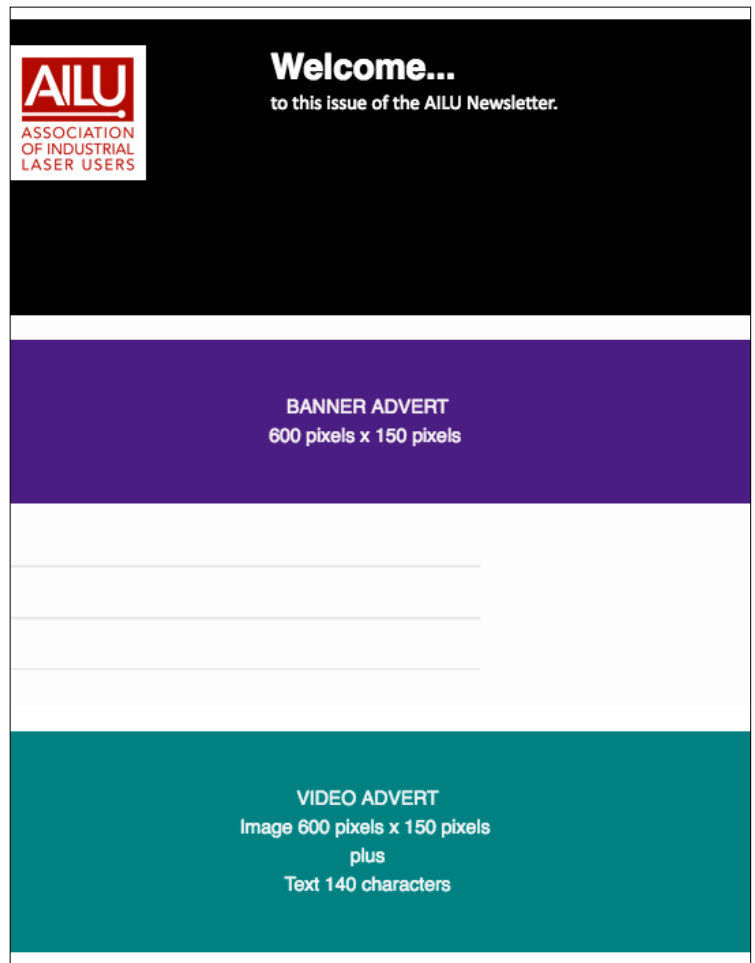 AILU
ASSOCIATION
OF INDUSTRIAL
LASER USERS
Welcome...
to this issue of the AILU Newsletter.
BANNER ADVERT
600 pixels x 150 pixels
VIDEO ADVERT
Image 600 pixels x 150 pixels
plus
Text 140 characters